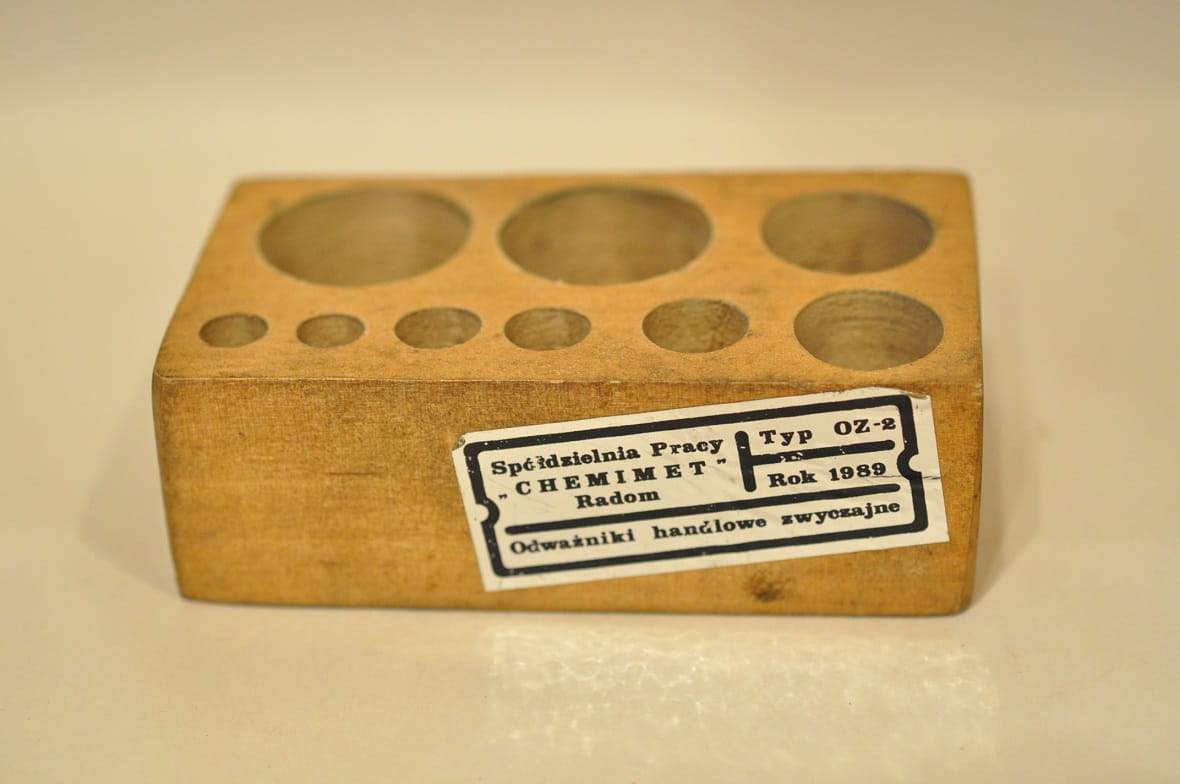 Spółdzielnia Pracy
„CHEMIMET"
Radom
Typ OZ-2
Rok 1989
Odważniki handlowe zwyczajne